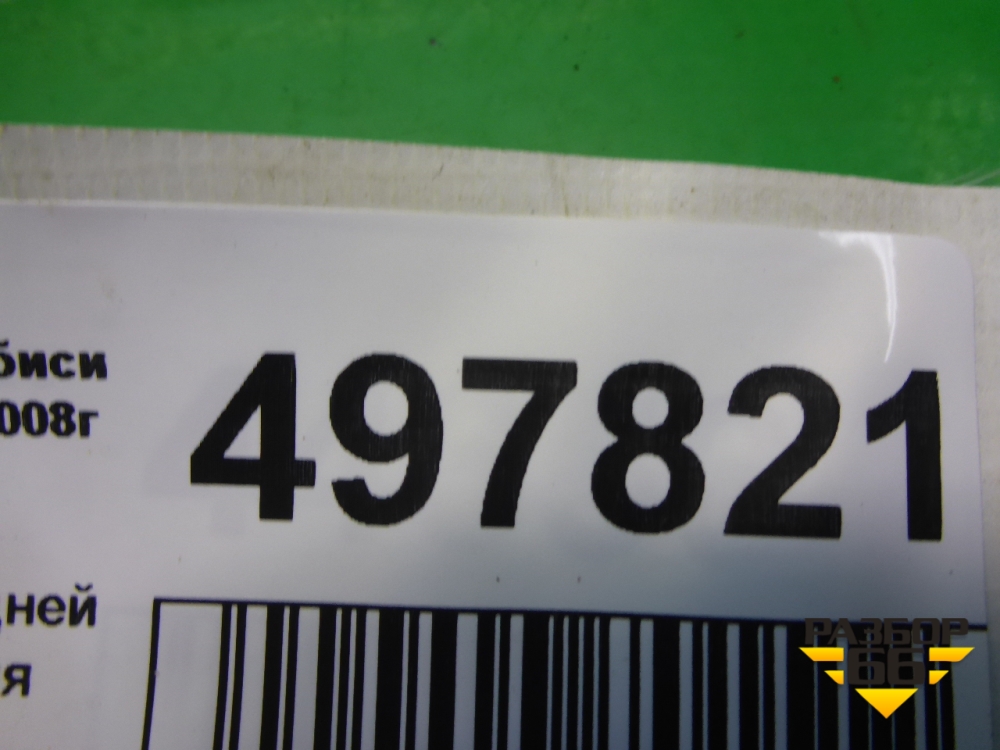 биси
497821
008г
дней
я
РАЗБОР
66